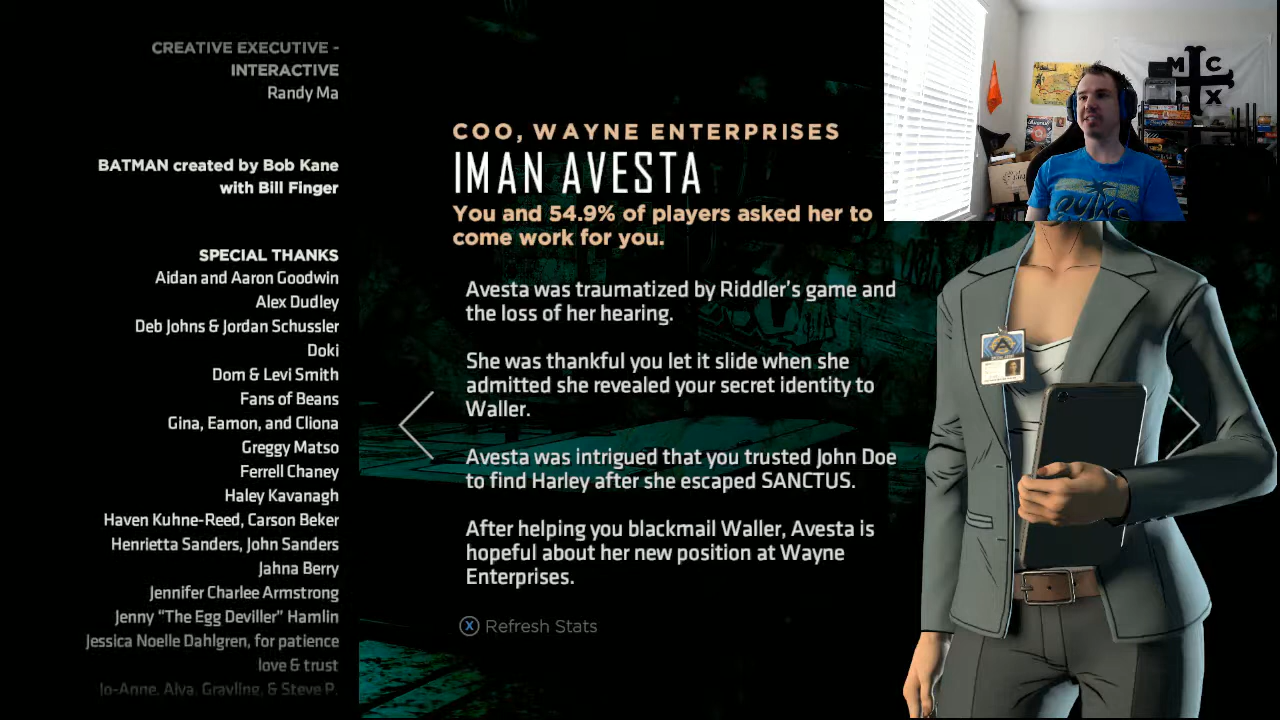 CREATIVE EXECUTIVE -
INTERACTIVE
Randy Ma
BATMAN created by Bob Kane
with Bill Finger
SPECIAL THANKS
Aidan and Aaron Goodwin
Alex Dudley
Deb Johns & Jordan Schussler
Doki
Dom & Levi Smith
Fans of Beans
Gina, Eamon, and Cliona
Greggy Matso
Ferrell Chaney
Haley Kavanagh
Haven Kuhne-Reed, Carson Beker
Henrietta Sanders, John Sanders
Jahna Berry
Jennifer Charlee Armstrong
Jenny “The Egg Deviller” Hamlin
Jessica Noelle Dahlgren, for patience
love & trust
Jo-Anne, Alya, Grayling, & Steve P.
COO, WAYNE ENTERPRISES
IMAN AVESTA
You and 54.9% of players asked her to
come work for you.
Avesta was traumatized by Riddler’s game and
the loss of her hearing.
She was thankful you let it slide when she
admitted she revealed your secret identity to
Waller.
Avesta was intrigued that you trusted John Doe
to find Harley after she escaped SANCTUS.
After helping you blackmail Waller, Avesta is
hopeful about her new position at Wayne
Enterprises.
X Refresh Stats
M C
X